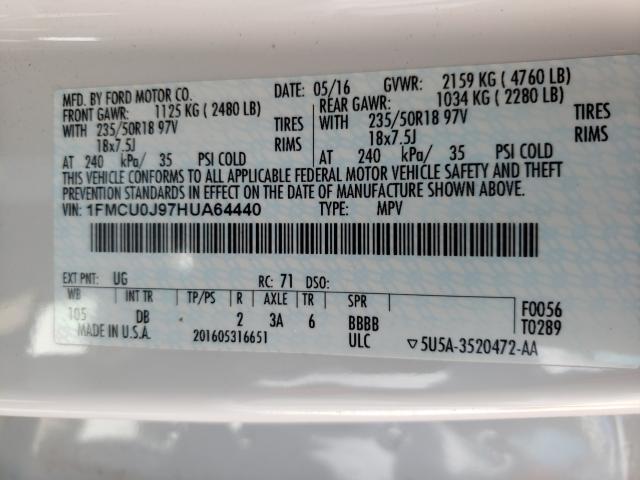 MFD. BY FORD MOTOR CO.
DATE: 05/16 GVWR: 2159 KG ( 4760 LB)
FRONT GAWR: 1125 KG ( 2480 LB)
REAR GAWR: 1034 KG ( 2280 LB)
WITH 235/50R18 97V TIRES
WITH 235/50R18 97V TIRES
18x7.5J RIMS
18x7.5J RIMS
AT 240 kPa/ 35 PSI COLD
AT 240 kPa/ 35 PSI COLD
THIS VEHICLE CONFORMS TO ALL APPLICABLE FEDERAL MOTOR VEHICLE SAFETY AND THEFT
PREVENTION STANDARDS IN EFFECT ON THE DATE OF MANUFACTURE SHOWN ABOVE.
VIN: 1FMCU0J97HUA64440 TYPE: MPV
EXT PNT: UG RC: 71 DSO:
WB INT TR TP/PS R AXLE TR SPR
105 DB 2 3A 6 BBBB
F0056
T0289
MADE IN U.S.A. 201605316651 ULC
5U5A-3520472-AA